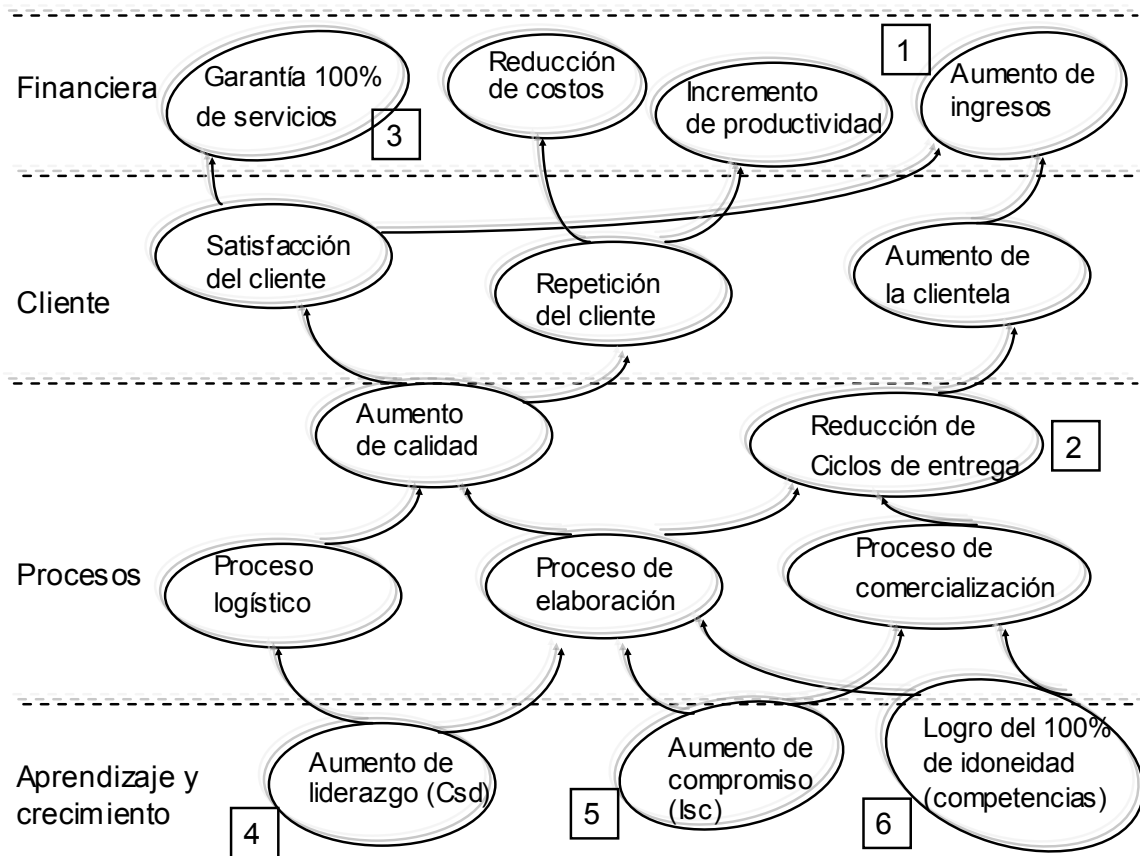 Financiera
Garantía 100%
de servicios
3
Reducción
de costos
Incremento
de productividad
1
Aumento de
ingresos
Cliente
Satisfacción
del cliente
Repetición
del cliente
Aumento de
la clientela
Procesos
Aumento
de calidad
Reducción de
Ciclos de entrega
2
Proceso
logístico
Proceso de
elaboración
Proceso de
comercialización
Aprendizaje y
crecimiento
Aumento de
liderazgo (Csd)
4
Aumento de
compromiso
(Isc)
5
Logro del 100%
de idoneidad
(competencias)
6